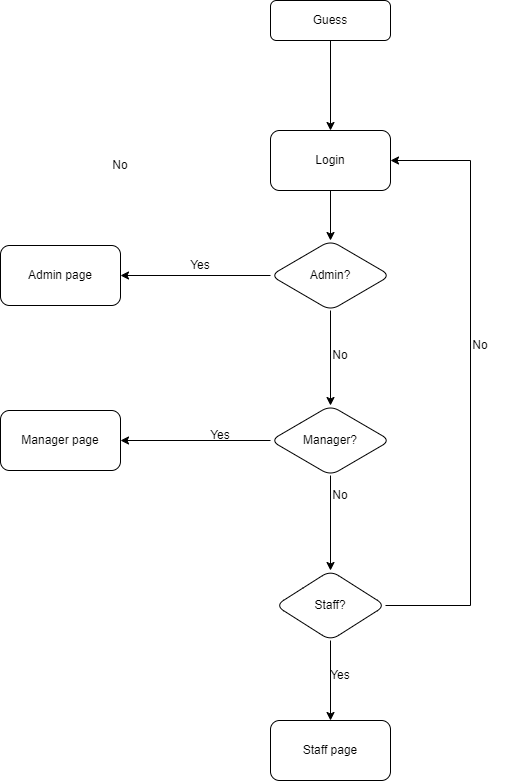 Guess
Login
No
Yes
Admin page
Admin?
No
No
Yes
Manager page
Manager?
No
Staff?
Yes
Staff page